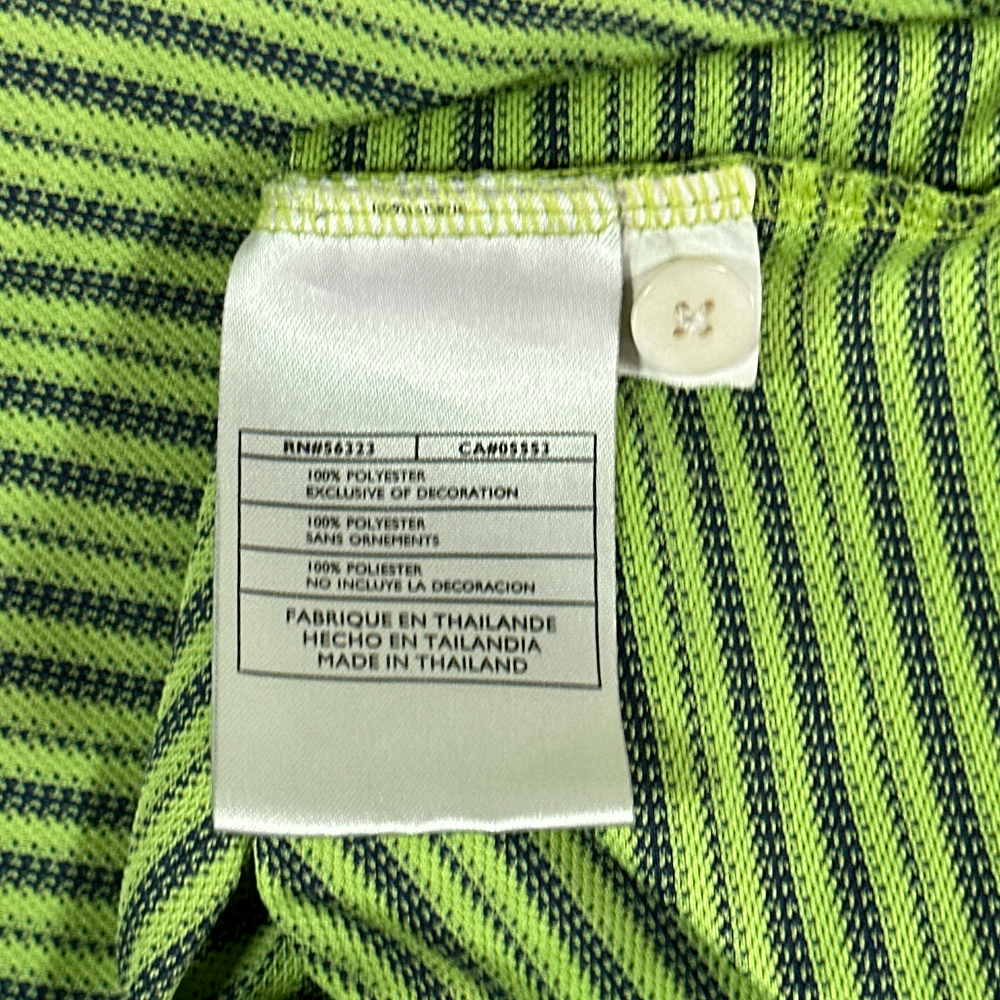 RN#56323
CA#05553
100% POLYESTER
EXCLUSIVE OF DECORATION
100% POLYESTER
SANS ORNEMENTS
100% POLIESTER
NO INCLUYE LA DECORACION
FABRIQUE EN THAILANDE
HECHO EN TAILANDIA
MADE IN THAILAND